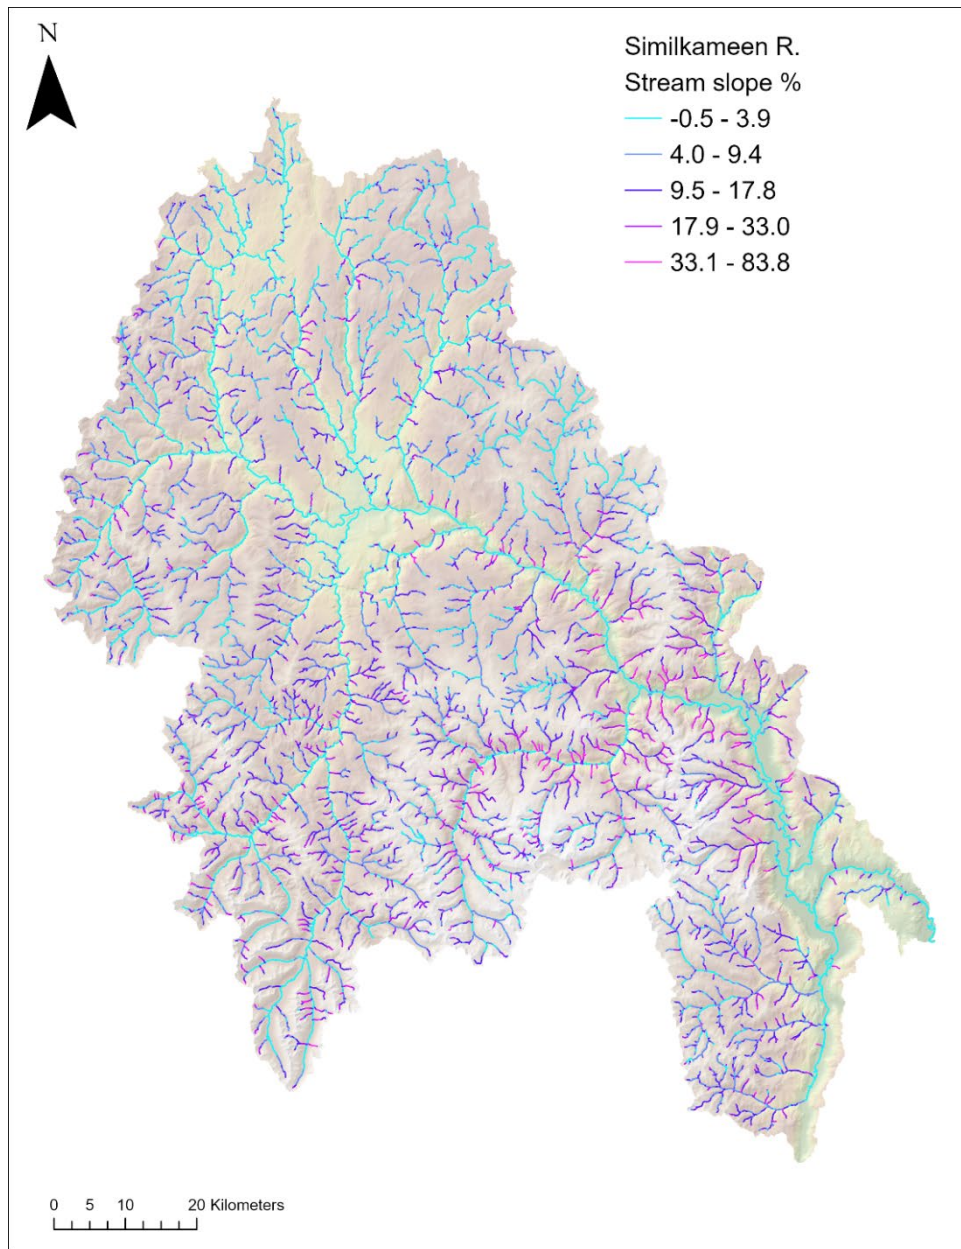 N
Similkameen R.
Stream slope %
-0.5 - 3.9
4.0 - 9.4
9.5 - 17.8
17.9 - 33.0
33.1 - 83.8
0 5 10 20 Kilometers